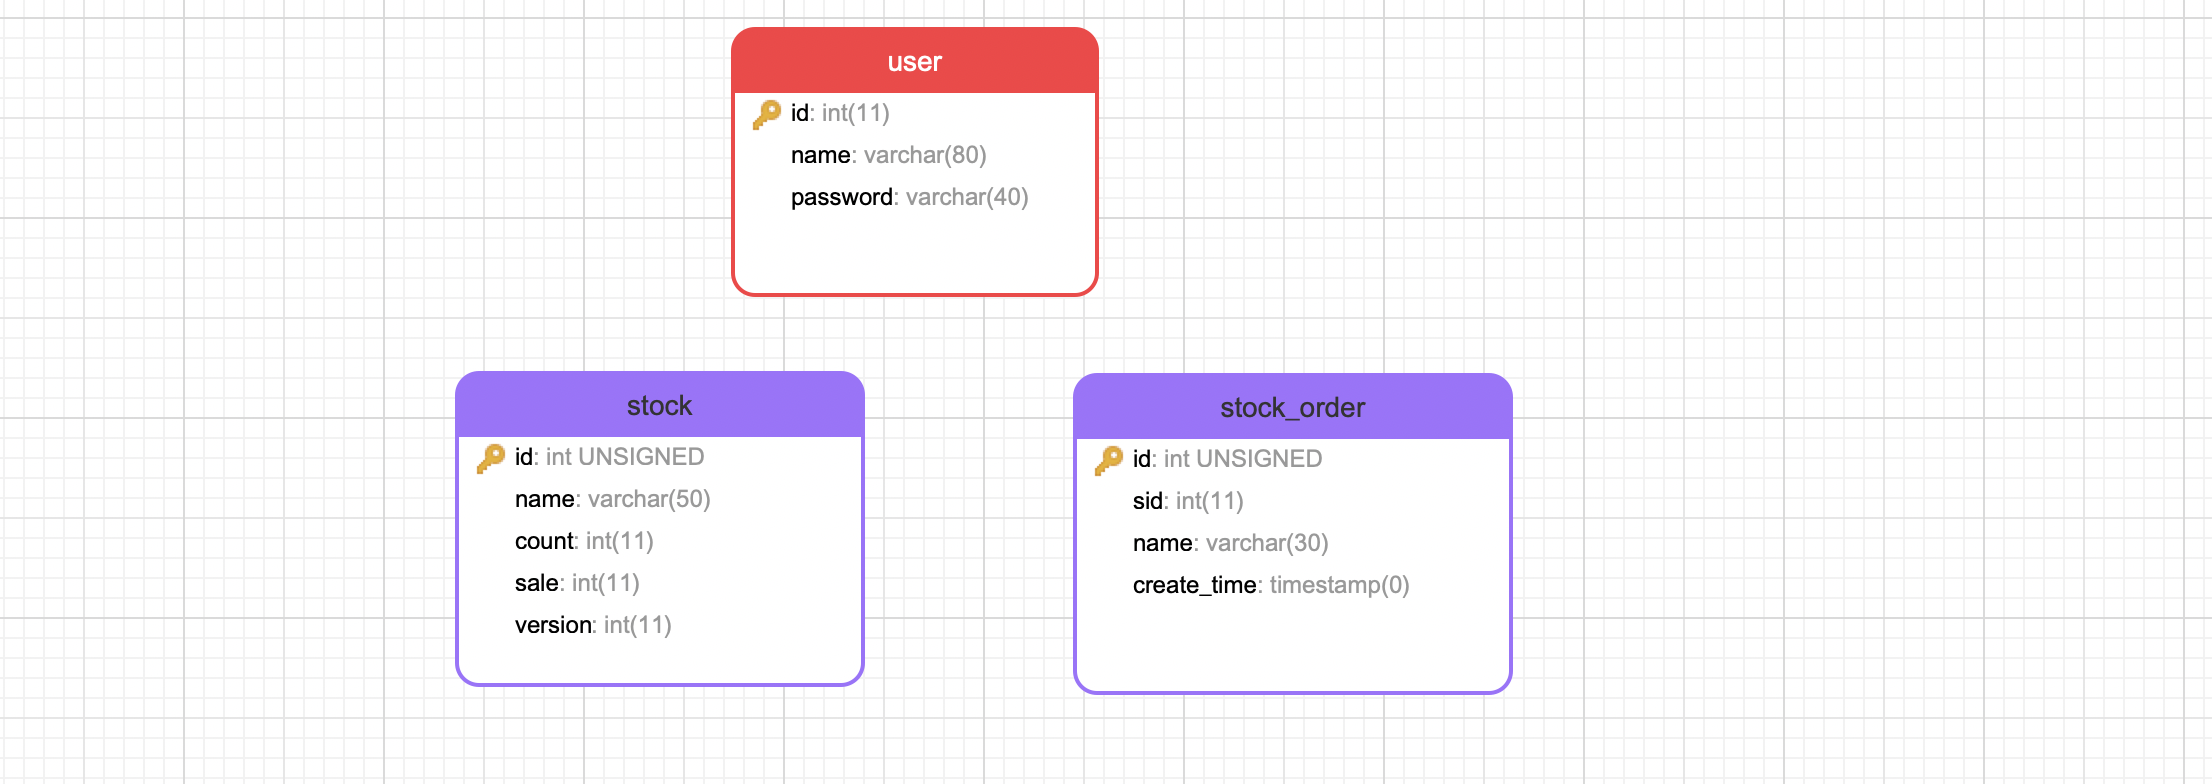 user
id: int(11)
name: varchar(80)
password: varchar(40)
stock
id: int UNSIGNED
name: varchar(50)
count: int(11)
sale: int(11)
version: int(11)
stock_order
id: int UNSIGNED
sid: int(11)
name: varchar(30)
create_time: timestamp(0)